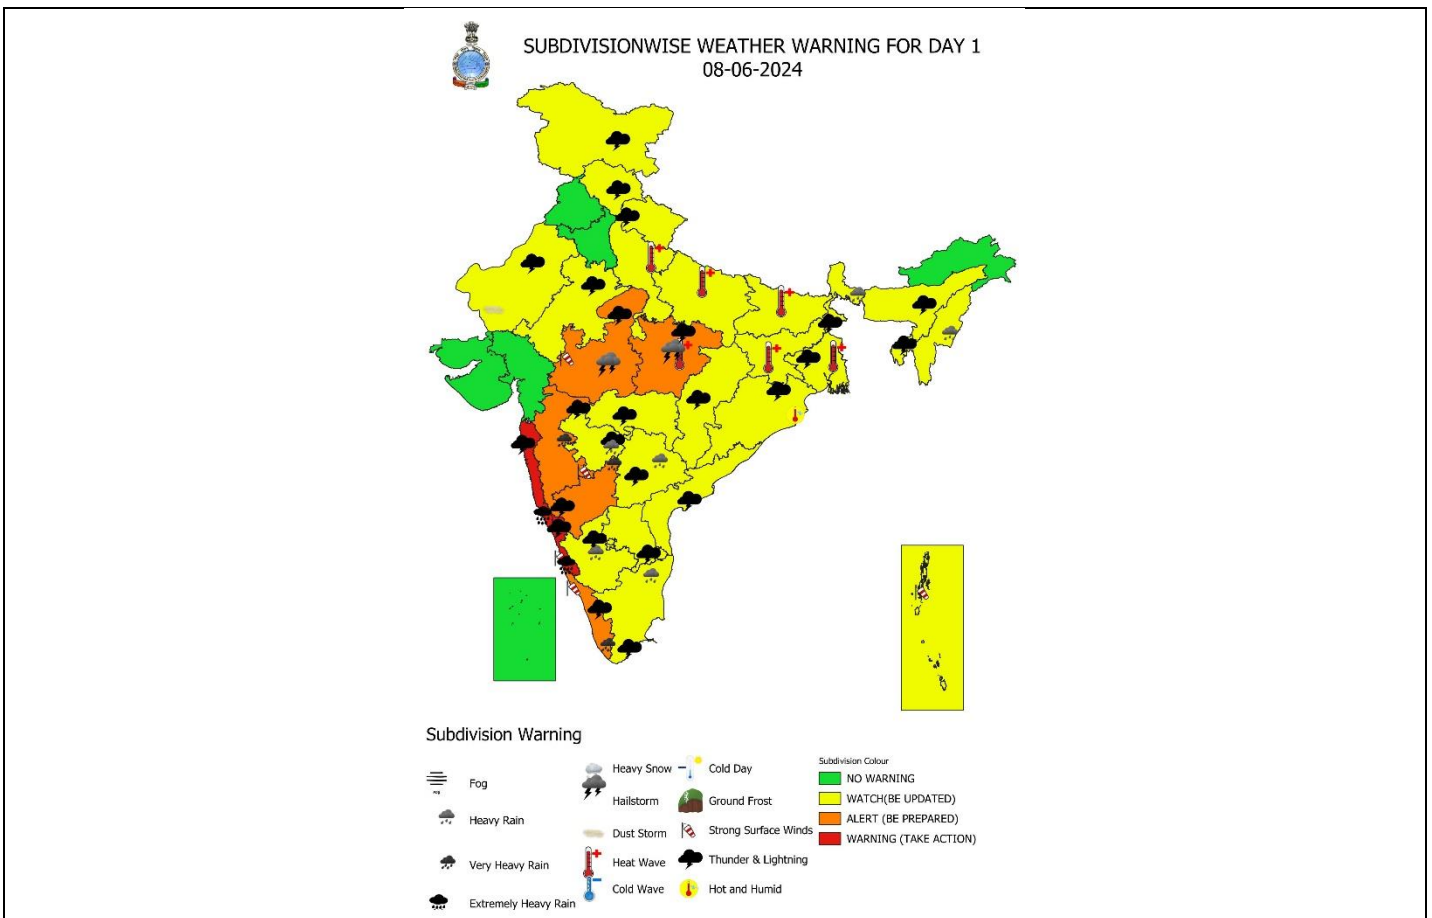 SUBDIVISIONWISE WEATHER WARNING FOR DAY 1
08-06-2024
Subdivision Warning
Fog
Heavy Rain
Very Heavy Rain
Extremely Heavy Rain
Heavy Snow
Hailstorm
Dust Storm
Heat Wave
Cold Wave
Cold Day
Ground Frost
Strong Surface Winds
Thunder & Lightning
Hot and Humid
Subdivision Colour
NO WARNING
WATCH(BE UPDATED)
ALERT (BE PREPARED)
WARNING (TAKE ACTION)